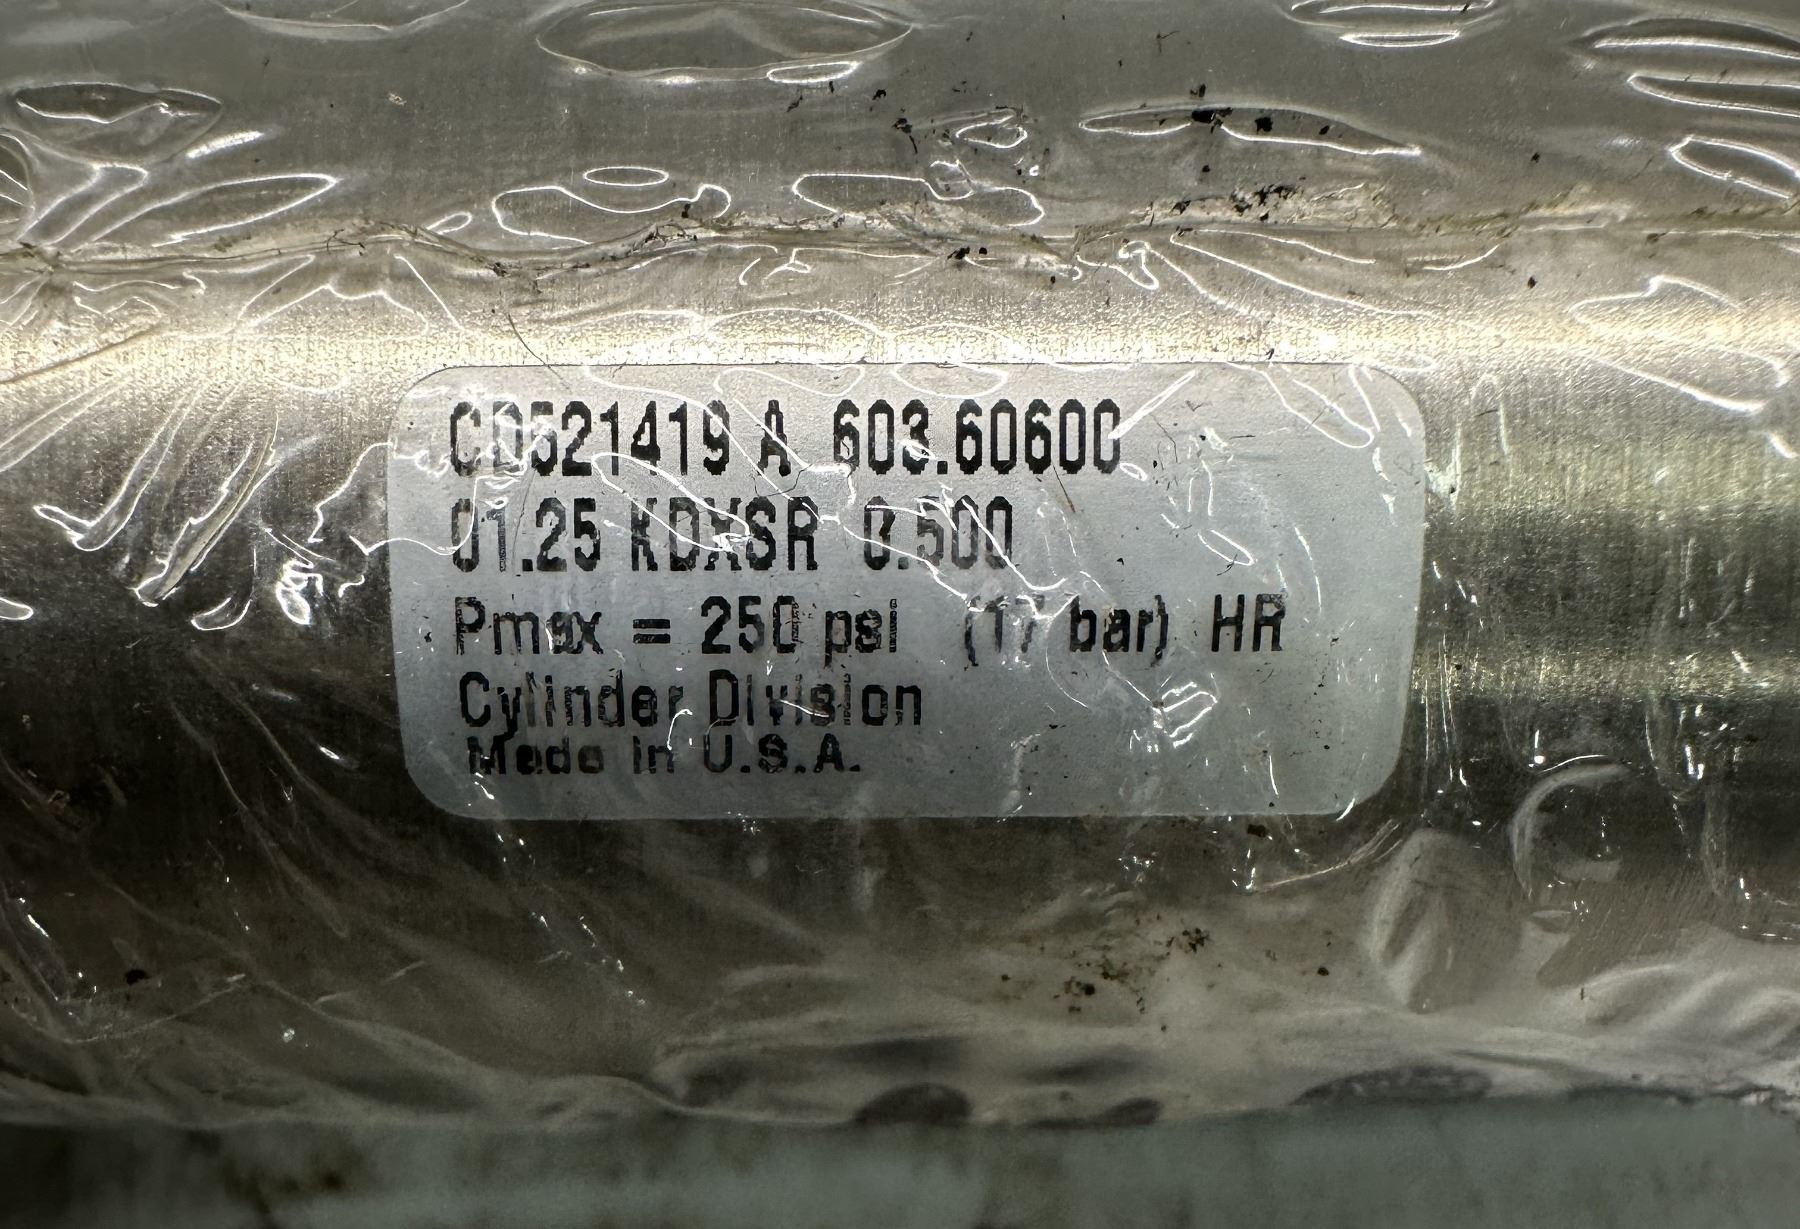 CD521419 A 603.60600
01.25 KDXSR 0.500
Pmax = 250 psi (17 bar) HR
Cylinder Division
Made in U.S.A.